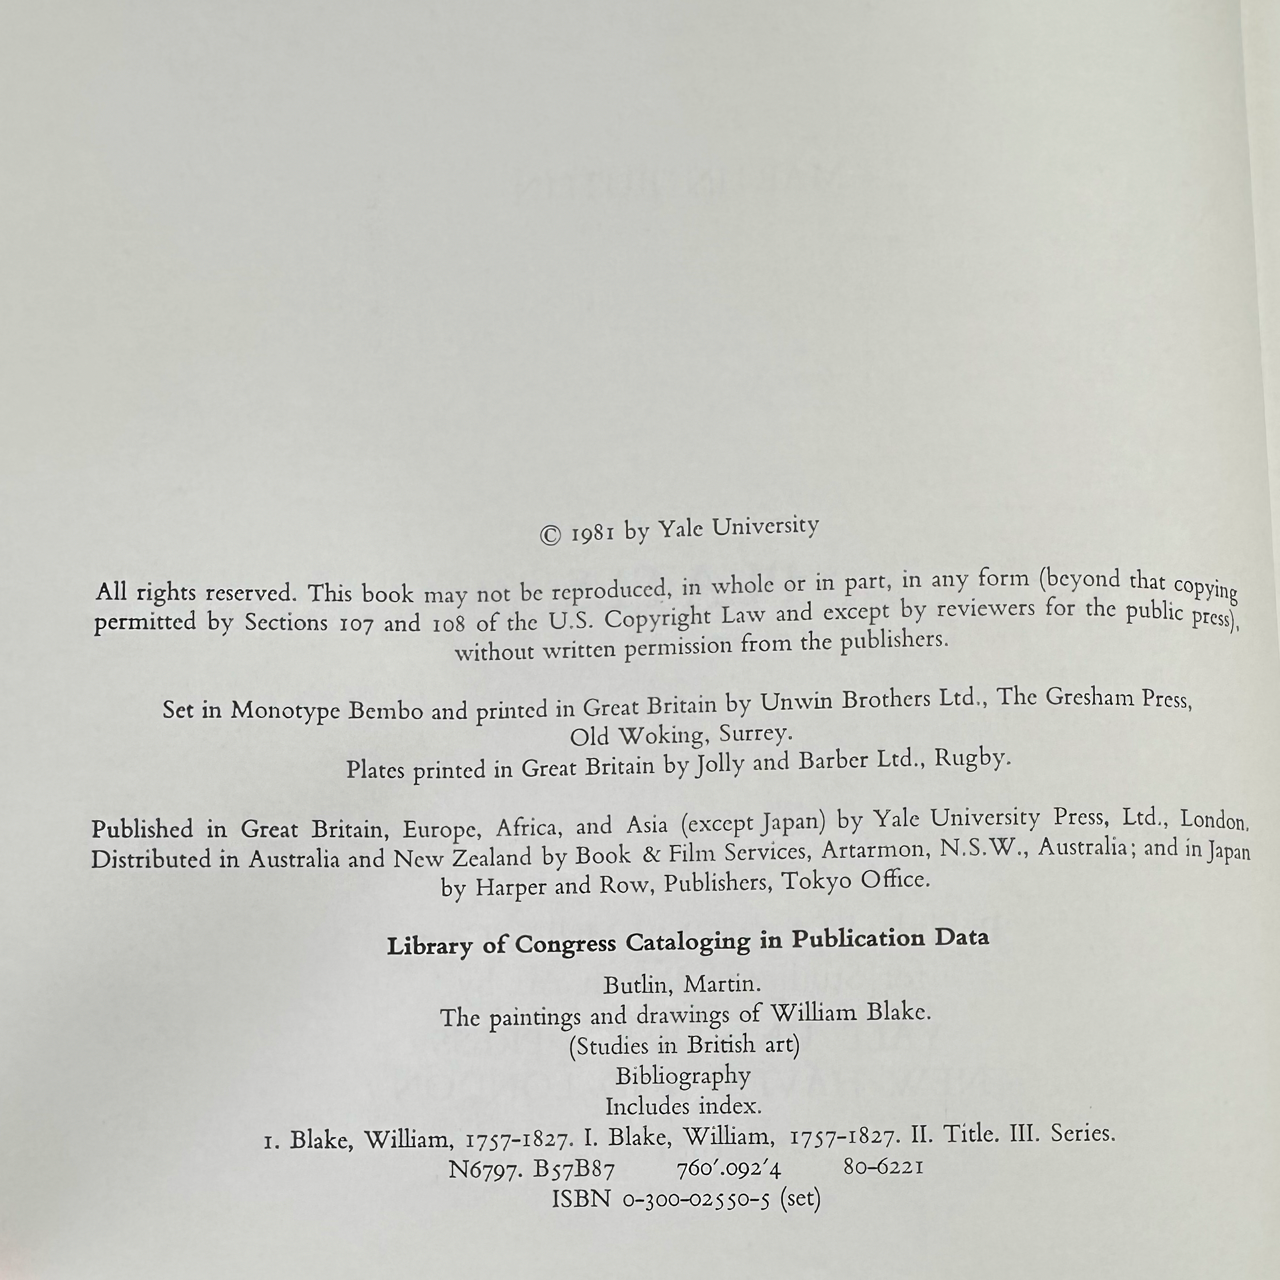 © 1981 by Yale University
All rights reserved. This book may not be reproduced, in whole or in part, in any form (beyond that copying
permitted by Sections 107 and 108 of the U.S. Copyright Law and except by reviewers for the public press),
without written permission from the publishers.
Set in Monotype Bembo and printed in Great Britain by Unwin Brothers Ltd., The Gresham Press,
Old Woking, Surrey.
Plates printed in Great Britain by Jolly and Barber Ltd., Rugby.
Published in Great Britain, Europe, Africa, and Asia (except Japan) by Yale University Press, Ltd., London.
Distributed in Australia and New Zealand by Book & Film Services, Artarmon, N.S.W., Australia; and in Japan
by Harper and Row, Publishers, Tokyo Office.
Library of Congress Cataloging in Publication Data
Butlin, Martin.
The paintings and drawings of William Blake.
(Studies in British art)
Bibliography
Includes index.
1. Blake, William, 1757–1827. I. Blake, William, 1757–1827. II. Title. III. Series.
N6797. B57B87 760′.092′4 80–6221
ISBN 0–300–02550–5 (set)